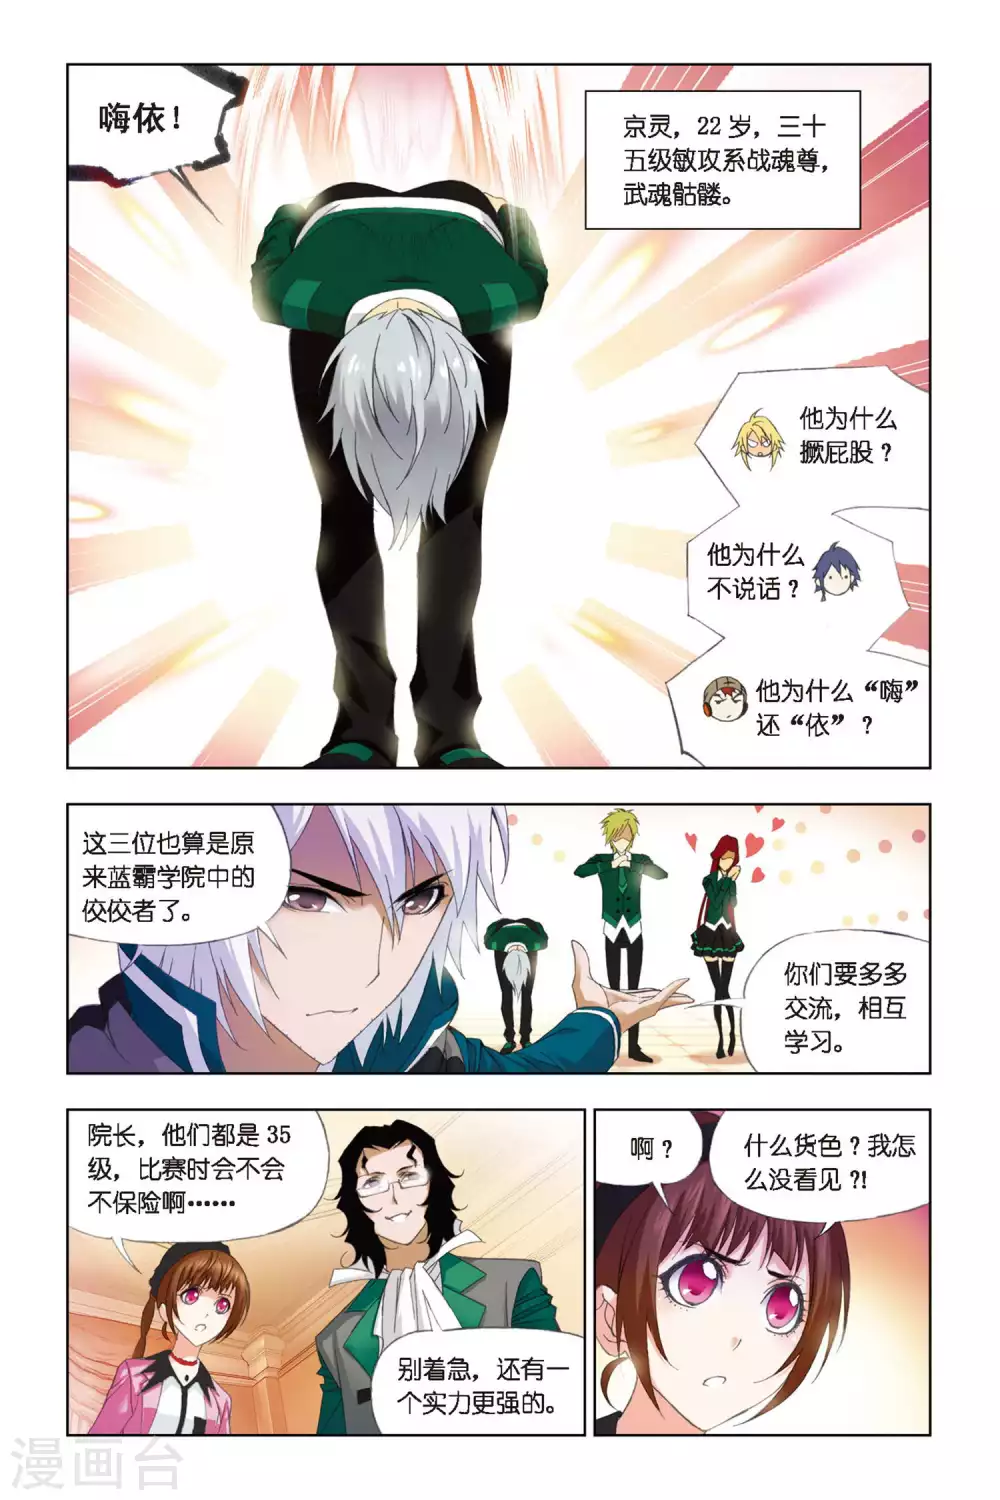 嗨依！
京灵，22岁，三十
五级敏攻系战魂尊，
武魂骷髅。
他为什么
撅屁股？
他为什么
不说话？
他为什么“嗨”
还“依”？
这三位也算是原
来蓝霸学院中的
佼佼者了。
你们要多多
交流，相互
学习。
院长，他们都是35
级，比赛时会不会
不保险啊……
别着急，还有一
个实力更强的。
啊？
什么货色？我怎
么没看见？!
漫画台